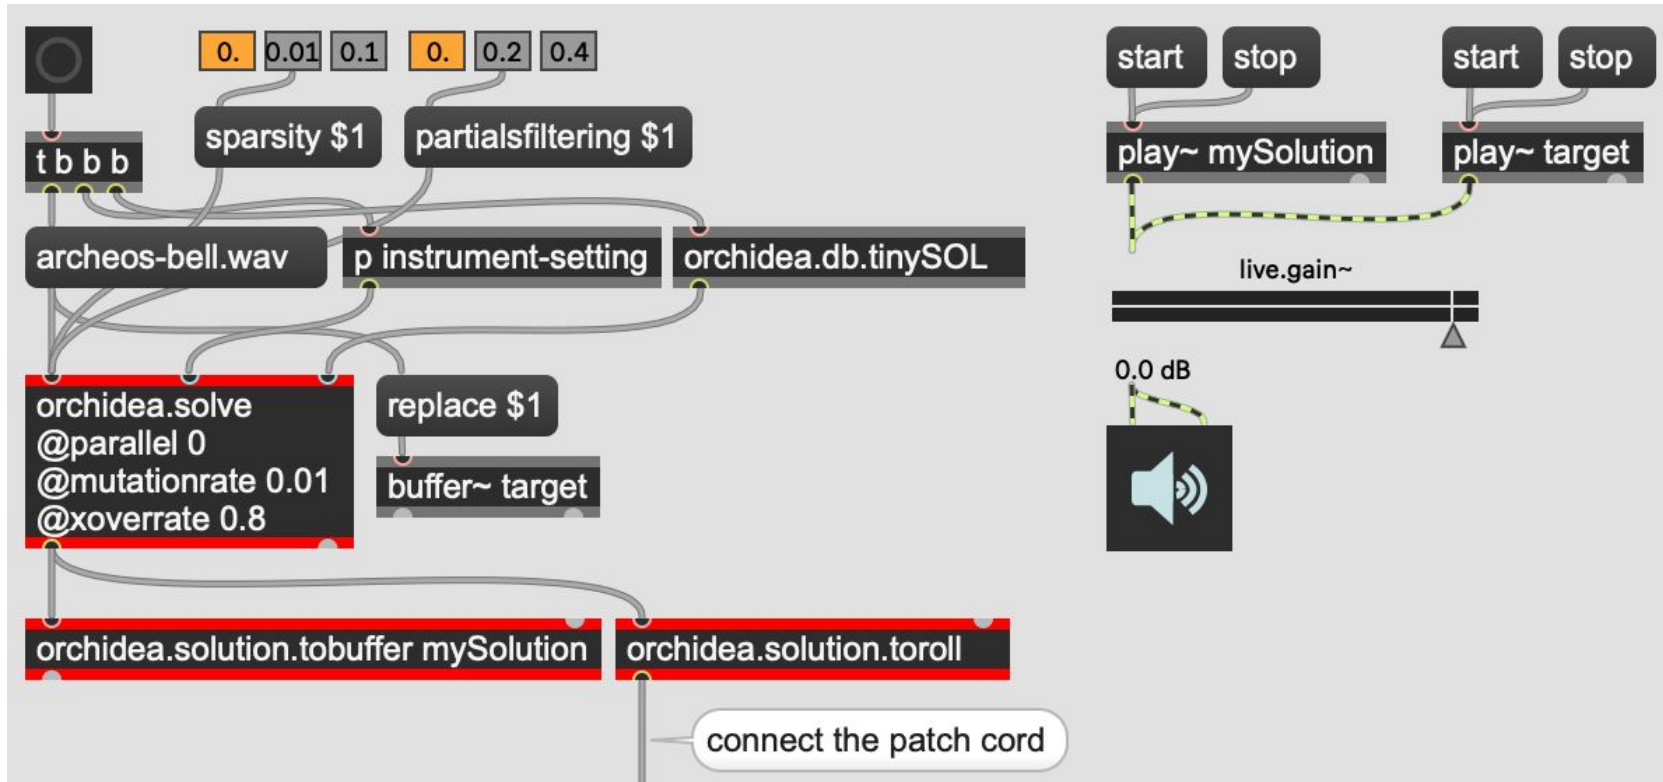 0.
0.01
0.1
0.
0.2
0.4
start
stop
start
stop
sparsity $1
partialsfiltering $1
t b b b
play~ mySolution
play~ target
archeos-bell.wav
p instrument-setting
orchidea.db.tinySOL
live.gain~
0.0 dB
orchidea.solve
@parallel 0
@mutationrate 0.01
@xoverrate 0.8
replace $1
buffer~ target
orchidea.solution.tobuffer mySolution
orchidea.solution.toroll
connect the patch cord